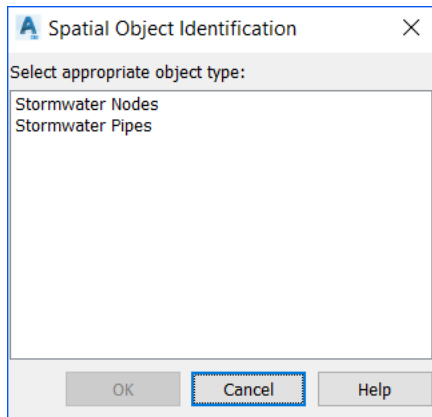 Spatial Object Identification
Select appropriate object type:
Stormwater Nodes
Stormwater Pipes
OK
Cancel
Help